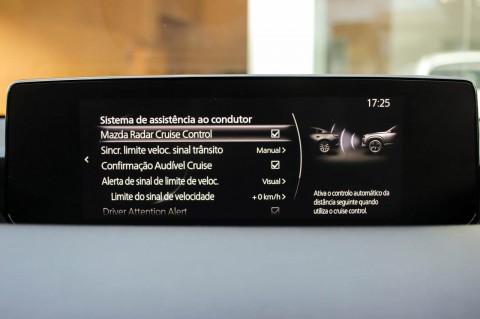 17:25
Sistema de assistência ao condutor
Mazda Radar Cruise Control
Sincr. limite veloc. sinal trânsito Manual
Confirmação Audível Cruise
Alerta de sinal de limite de veloc. Visual
Limite do sinal de velocidade + 0 km/h
Driver Attention Alert
Ativa o controlo automático da
distância seguinte quando
utiliza o cruise control.